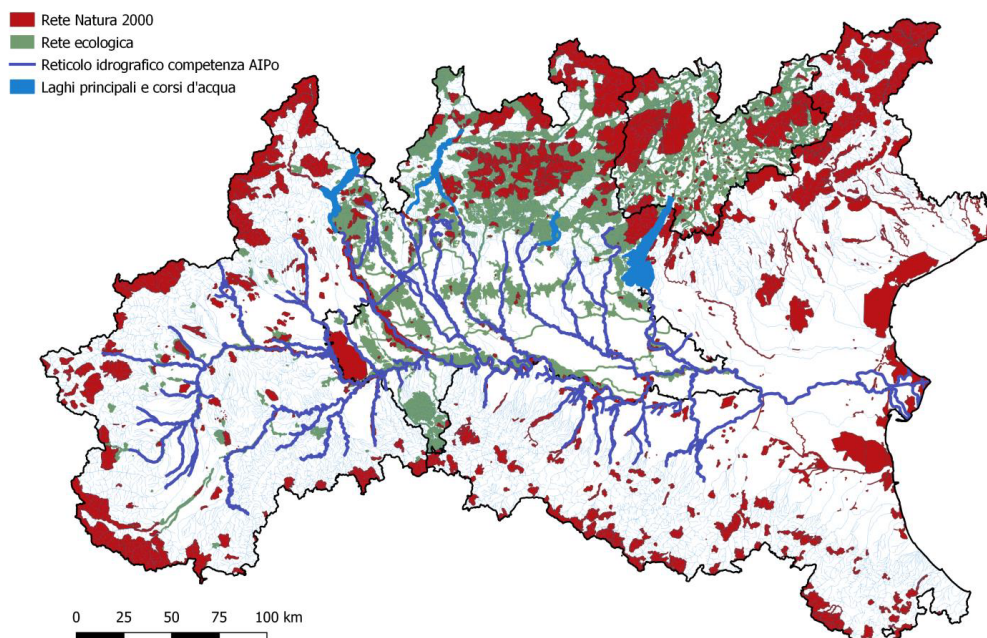 Rete Natura 2000
Rete ecologica
Reticolo idrografico competenza AIPo
Laghi principali e corsi d'acqua
0 25 50 75 100 km